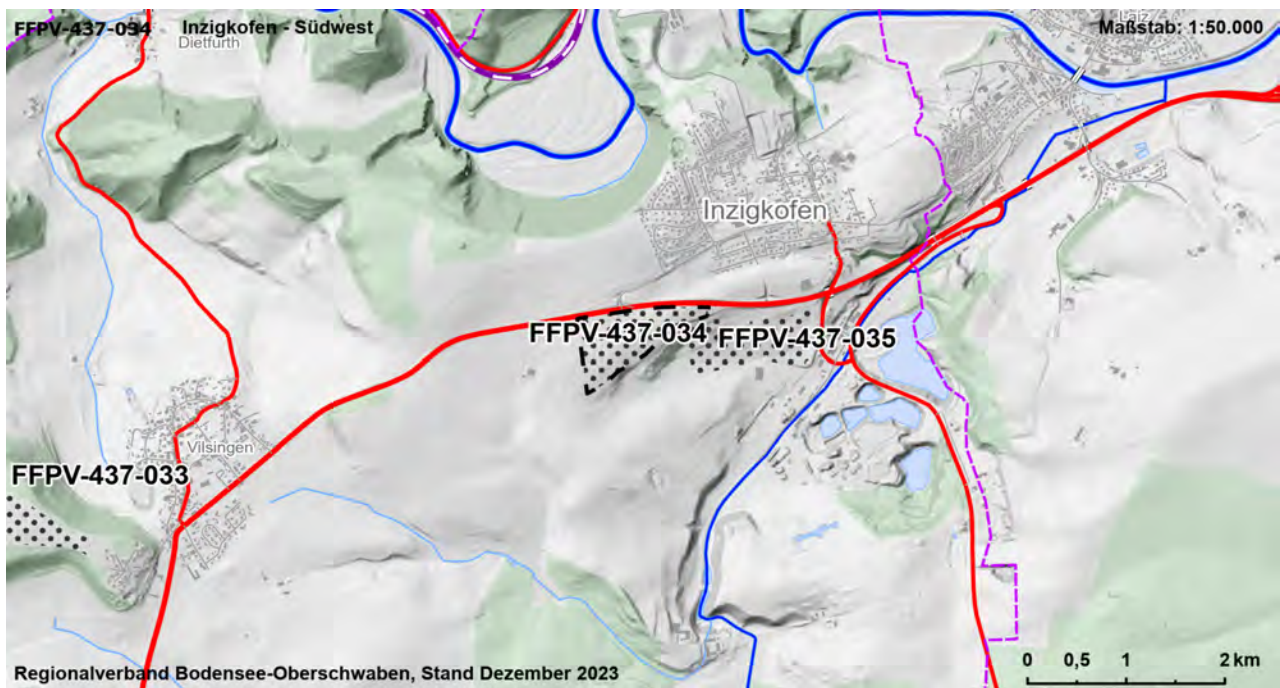 FFPV-437-034 Inzigkofen - Südwest
Maßstab: 1:50.000
Laiz
Dietfurth
Inzigkofen
FFPV-437-034
FFPV-437-035
Vilsingen
FFPV-437-033
Regionalverband Bodensee-Oberschwaben, Stand Dezember 2023
0 0,5 1 2 km